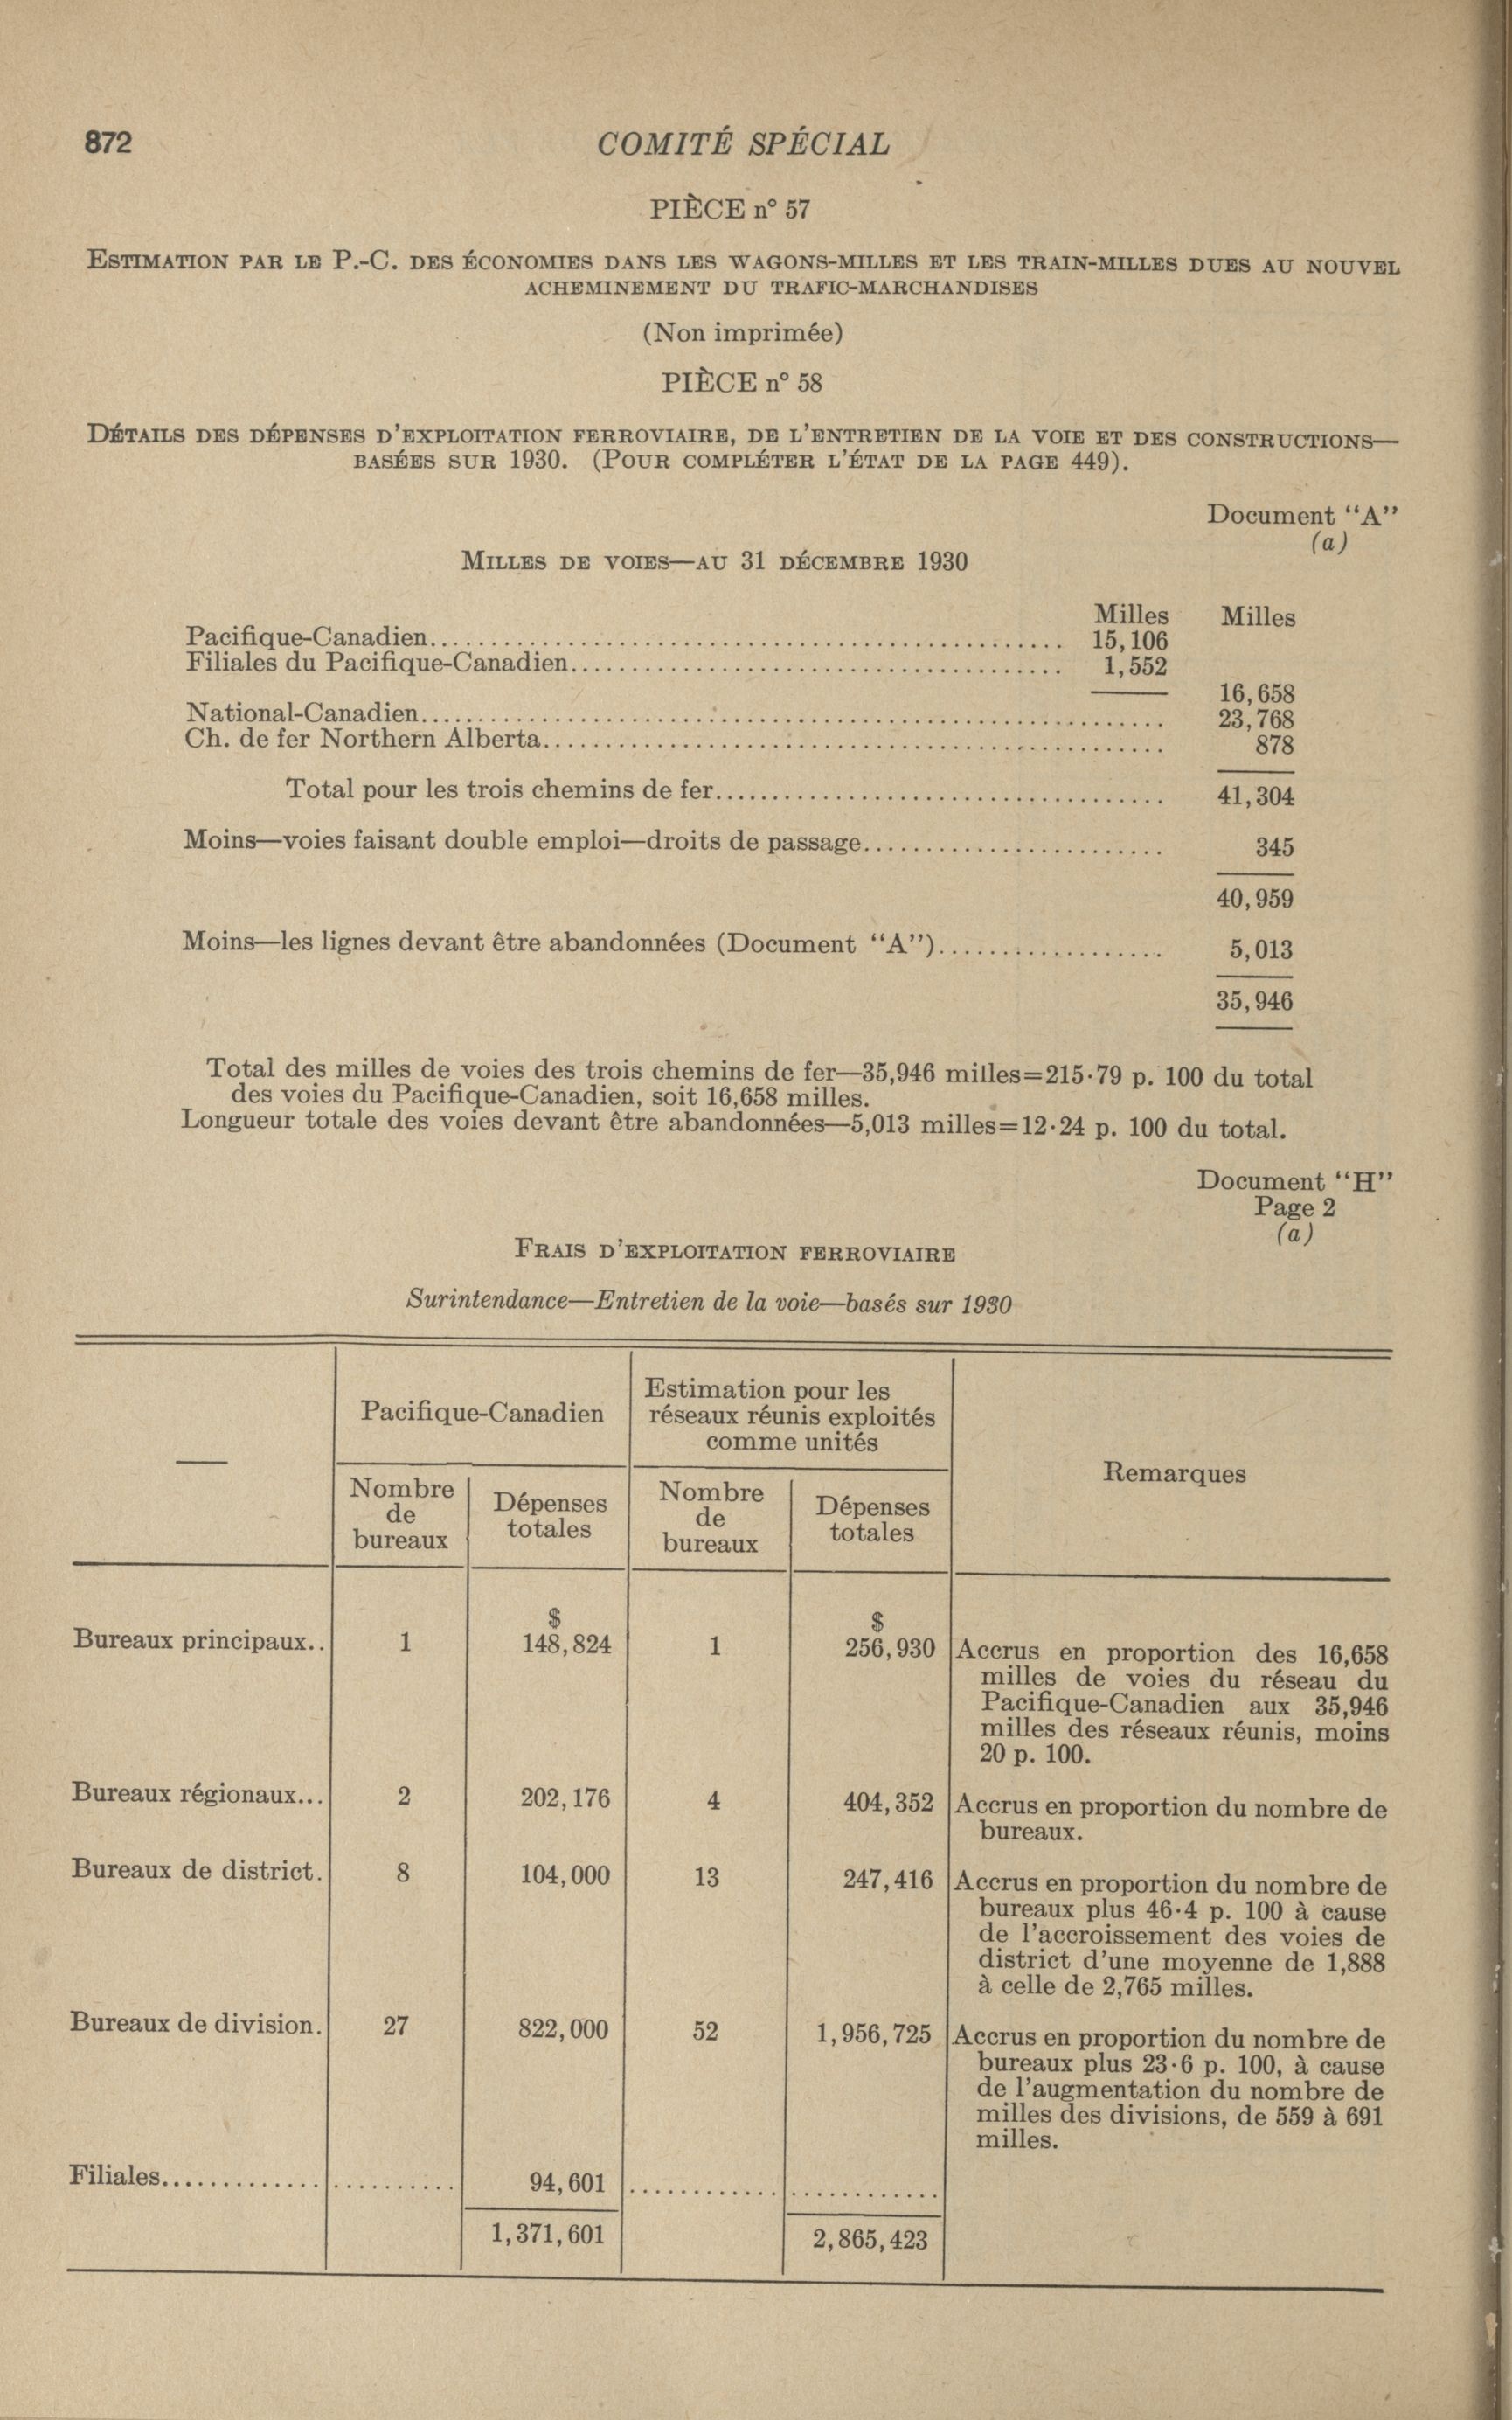 872 COMITÉ SPÉCIAL
PIÈCE n° 57
ESTIMATION PAR LE P.-C. DES ÉCONOMIES DANS LES WAGONS-MILLES ET LES TRAIN-MILLES DUES AU NOUVEL
ACHEMINEMENT DU TRAFIC-MARCHANDISES
(Non imprimée)
PIÈCE n° 58
DÉTAILS DES DÉPENSES D'EXPLOITATION FERROVIAIRE, DE L'ENTRETIEN DE LA VOIE ET DES CONSTRUCTIONS—
BASÉES SUR 1930. (POUR COMPLÉTER L'ÉTAT DE LA PAGE 449).
Document "A"
(a)
MILLES DE VOIES—AU 31 DÉCEMBRE 1930
Milles Milles
Pacifique-Canadien.................................................... 15,106
Filiales du Pacifique-Canadien........................................ 1,552
16,658
National-Canadien.................................................... 23,768
Ch. de fer Northern Alberta.................................................... 878
Total pour les trois chemins de fer...................................... 41,304
Moins—voies faisant double emploi—droits de passage......................... 345
40,959
Moins—les lignes devant être abandonnées (Document "A")................... 5,013
35,946
Total des milles de voies des trois chemins de fer—35,946 milles=215·79 p. 100 du total
des voies du Pacifique-Canadien, soit 16,658 milles.
Longueur totale des voies devant être abandonnées—5,013 milles=12·24 p. 100 du total.
Document "H"
Page 2
(a)
FRAIS D'EXPLOITATION FERROVIAIRE
Surintendance—Entretien de la voie—basés sur 1930
— Pacifique-Canadien
Estimation pour les
réseaux réunis exploités
comme unités
Remarques
Nombre
de
bureaux
Dépenses
totales
Nombre
de
bureaux
Dépenses
totales
$ $
Bureaux principaux.. 1 148,824 1 256,930 Accrus en proportion des 16,658
milles de voies du réseau du
Pacifique-Canadien aux 35,946
milles des réseaux réunis, moins
20 p. 100.
Bureaux régionaux... 2 202,176 4 404,352 Accrus en proportion du nombre de
bureaux.
Bureaux de district. 8 104,000 13 247,416 Accrus en proportion du nombre de
bureaux plus 46·4 p. 100 à cause
de l'accroissement des voies de
district d'une moyenne de 1,888
à celle de 2,765 milles.
Bureaux de division. 27 822,000 52 1,956,725 Accrus en proportion du nombre de
bureaux plus 23·6 p. 100, à cause
de l'augmentation du nombre de
milles des divisions, de 559 à 691
milles.
Filiales............. .......... 94,601 ............ ............
1,371,601 2,865,423